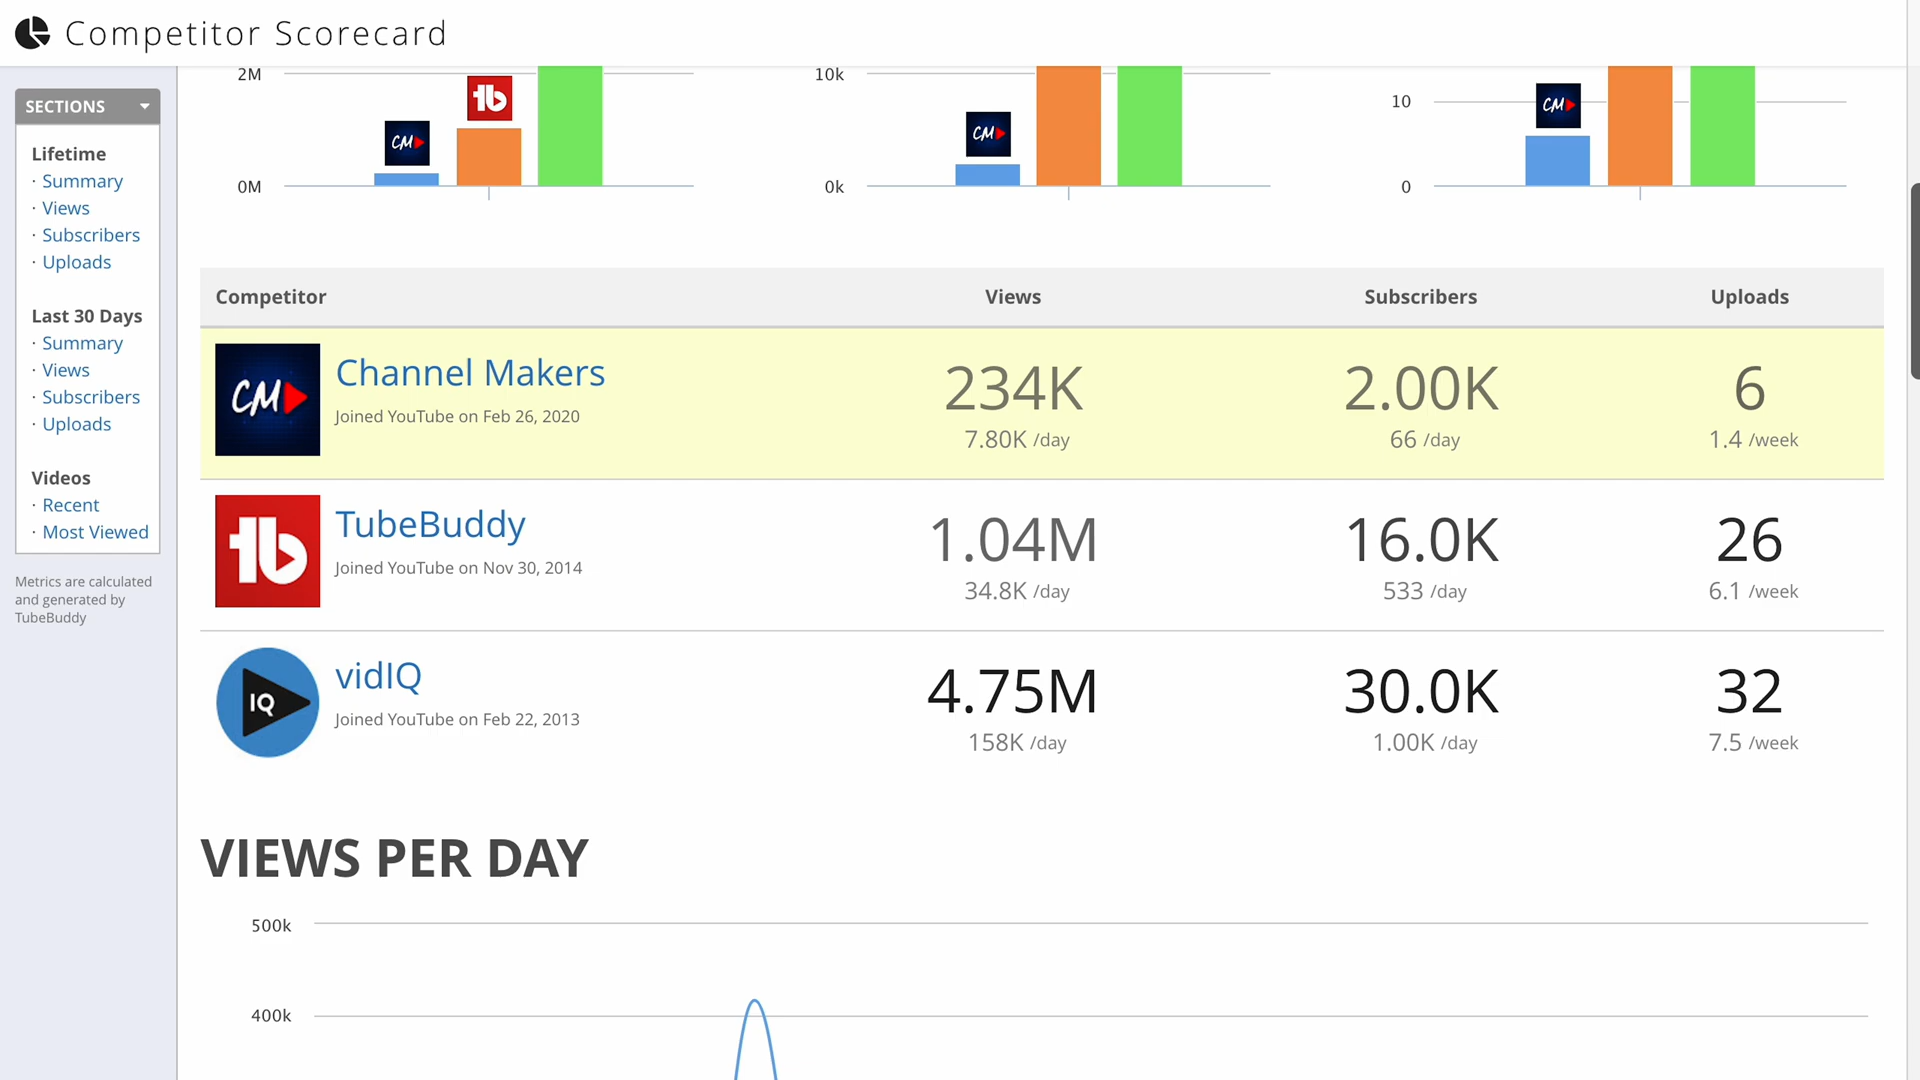 Competitor Scorecard
SECTIONS
Lifetime
· Summary
· Views
· Subscribers
· Uploads
Last 30 Days
· Summary
· Views
· Subscribers
· Uploads
Videos
· Recent
· Most Viewed
Metrics are calculated
and generated by
TubeBuddy
2M
0M
CM
tb
10k
0k
CM
10
0
CM
Competitor Views Subscribers Uploads
CM
Channel Makers
Joined YouTube on Feb 26, 2020
234K 2.00K 6
7.80K /day 66 /day 1.4 /week
tb
TubeBuddy
Joined YouTube on Nov 30, 2014
1.04M 16.0K 26
34.8K /day 533 /day 6.1 /week
IQ
vidIQ
Joined YouTube on Feb 22, 2013
4.75M 30.0K 32
158K /day 1.00K /day 7.5 /week
VIEWS PER DAY
500k
400k